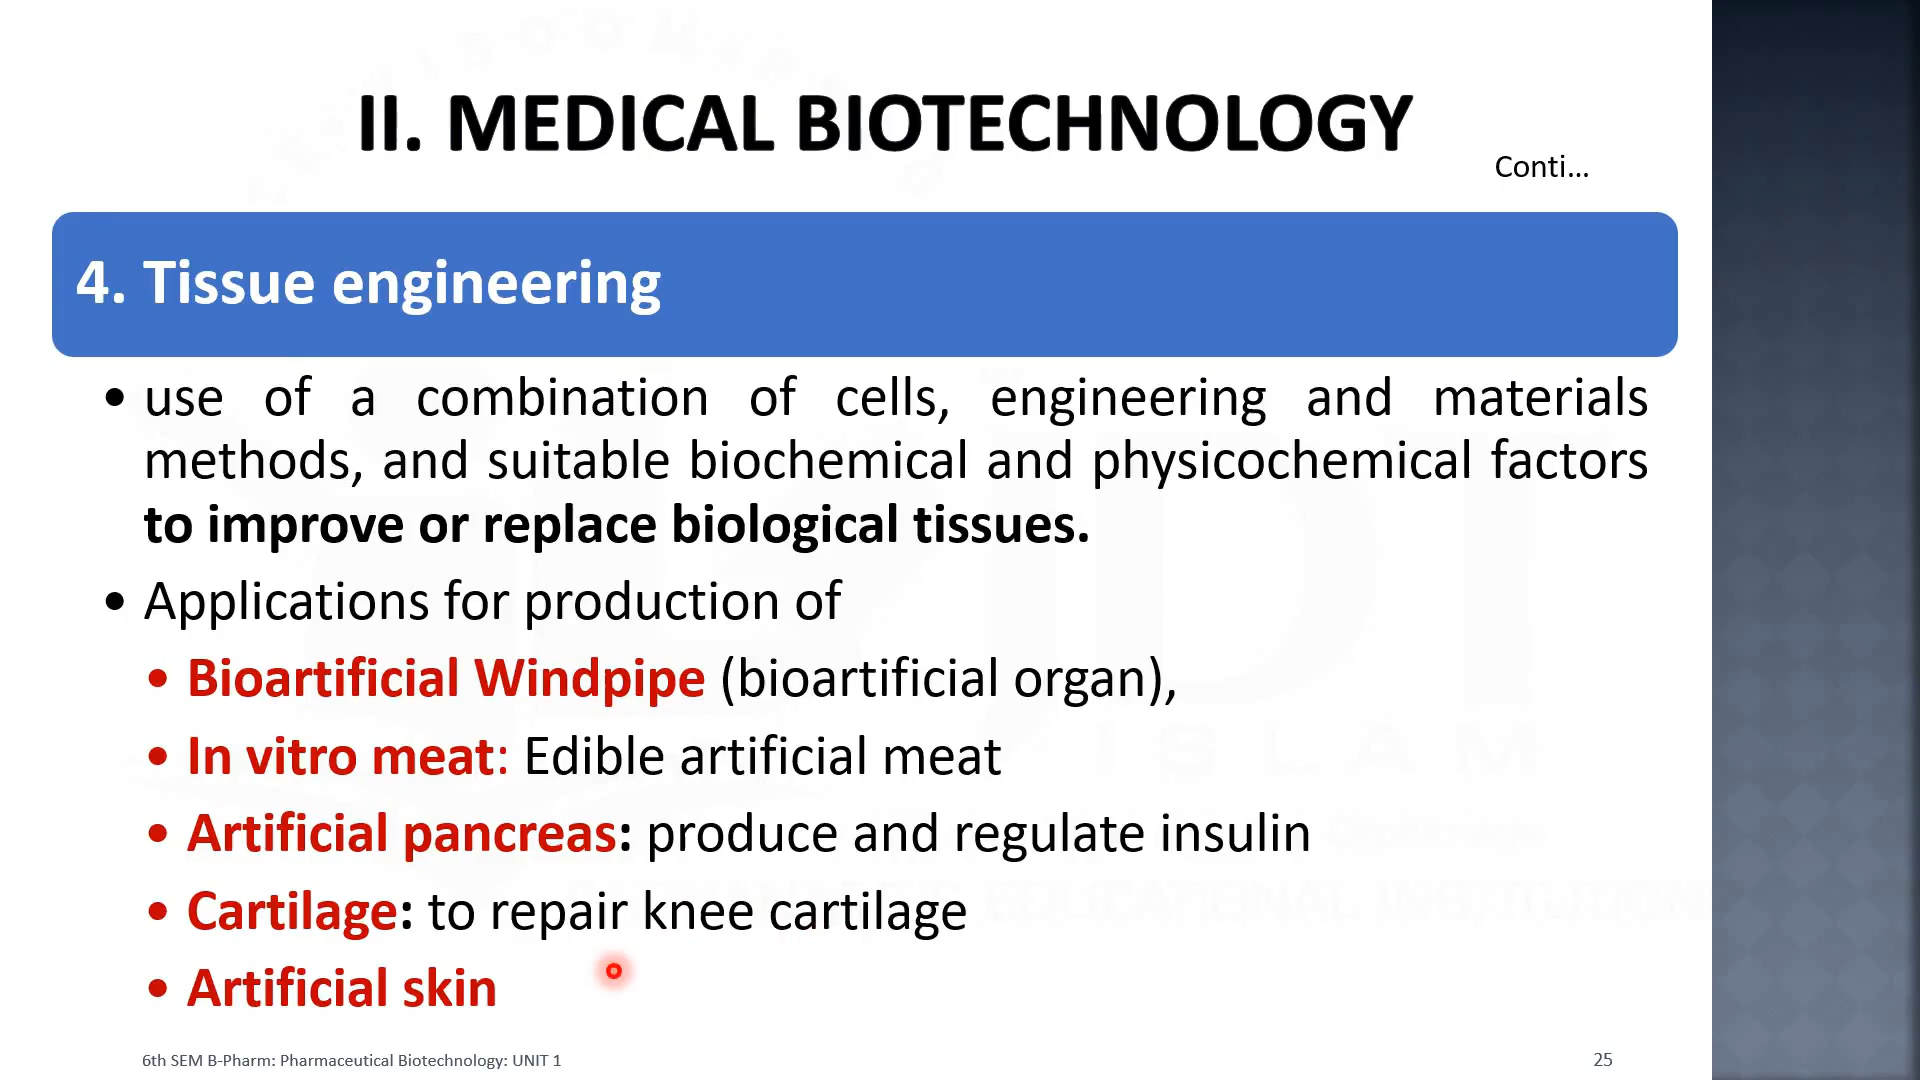 II. MEDICAL BIOTECHNOLOGY
Conti...
4. Tissue engineering
• use of a combination of cells, engineering and materials
methods, and suitable biochemical and physicochemical factors
to improve or replace biological tissues.
• Applications for production of
• Bioartificial Windpipe (bioartificial organ),
• In vitro meat: Edible artificial meat
• Artificial pancreas: produce and regulate insulin
• Cartilage: to repair knee cartilage
• Artificial skin
6th SEM B-Pharm: Pharmaceutical Biotechnology: UNIT 1
25